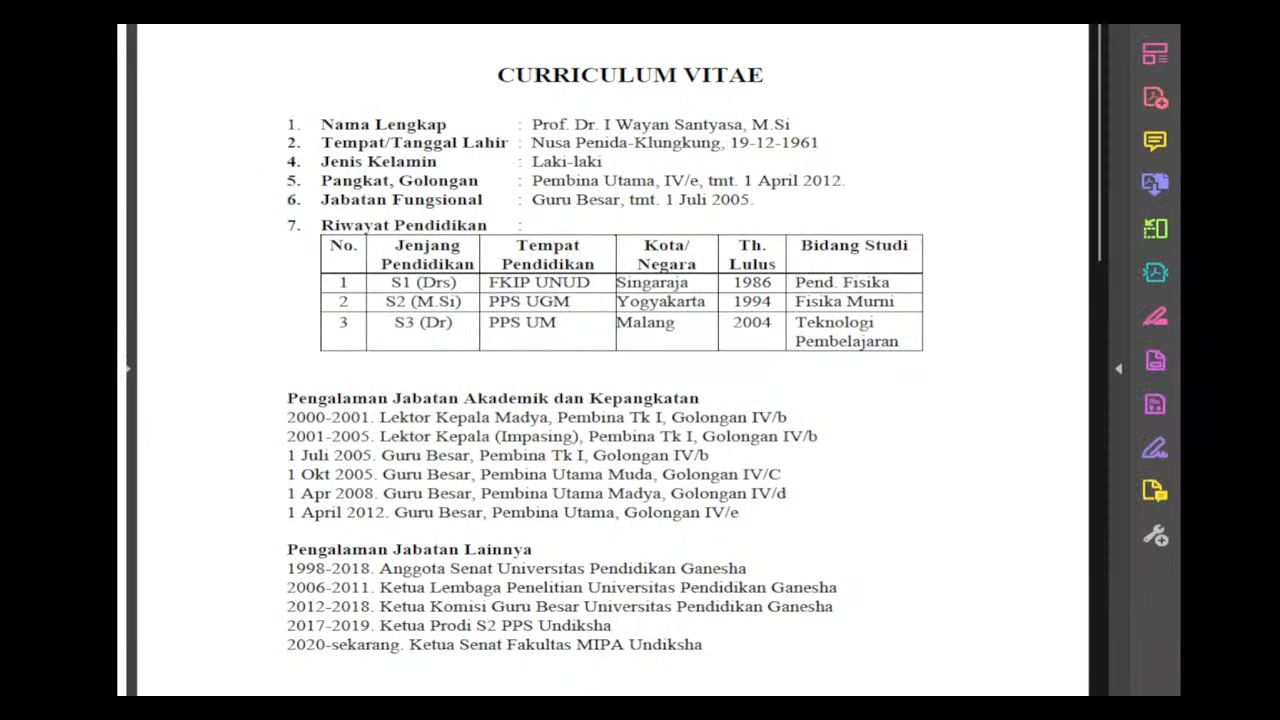 CURRICULUM VITAE
1. Nama Lengkap : Prof. Dr. I Wayan Santyasa, M.Si
2. Tempat/Tanggal Lahir : Nusa Penida-Klungkung, 19-12-1961
4. Jenis Kelamin : Laki-laki
5. Pangkat, Golongan : Pembina Utama, IV/e, tmt. 1 April 2012.
6. Jabatan Fungsional : Guru Besar, tmt. 1 Juli 2005.
7. Riwayat Pendidikan :
No. Jenjang Tempat Kota/ Th. Bidang Studi
Pendidikan Pendidikan Negara Lulus
1 S1 (Drs) FKIP UNUD Singaraja 1986 Pend. Fisika
2 S2 (M.Si) PPS UGM Yogyakarta 1994 Fisika Murni
3 S3 (Dr) PPS UM Malang 2004 Teknologi
Pembelajaran
Pengalaman Jabatan Akademik dan Kepangkatan
2000-2001. Lektor Kepala Madya, Pembina Tk I, Golongan IV/b
2001-2005. Lektor Kepala (Impasing), Pembina Tk I, Golongan IV/b
1 Juli 2005. Guru Besar, Pembina Tk I, Golongan IV/b
1 Okt 2005. Guru Besar, Pembina Utama Muda, Golongan IV/C
1 Apr 2008. Guru Besar, Pembina Utama Madya, Golongan IV/d
1 April 2012. Guru Besar, Pembina Utama, Golongan IV/e
Pengalaman Jabatan Lainnya
1998-2018. Anggota Senat Universitas Pendidikan Ganesha
2006-2011. Ketua Lembaga Penelitian Universitas Pendidikan Ganesha
2012-2018. Ketua Komisi Guru Besar Universitas Pendidikan Ganesha
2017-2019. Ketua Prodi S2 PPS Undiksha
2020-sekarang. Ketua Senat Fakultas MIPA Undiksha